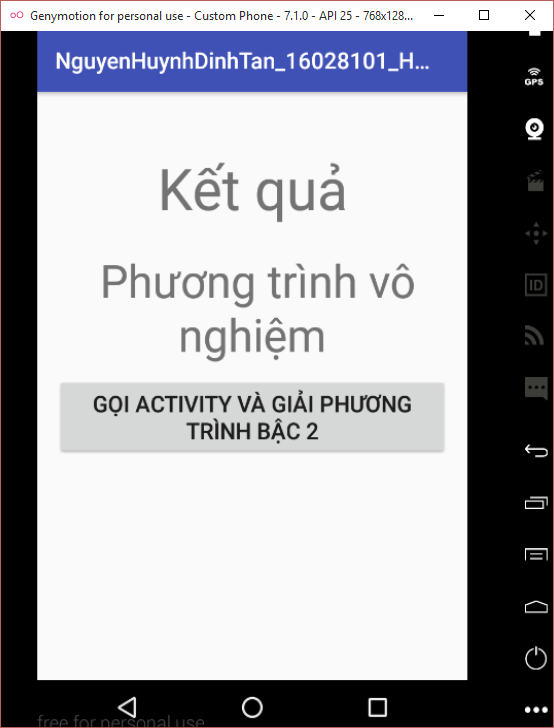 Genymotion for personal use - Custom Phone - 7.1.0 - API 25 - 768x128...
NguyenHuynhDinhTan_16028101_H...
GPS
Kết quả
Phương trình vô
nghiệm
ID
GỌI ACTIVITY VÀ GIẢI PHƯƠNG
TRÌNH BẬC 2
free for personal use